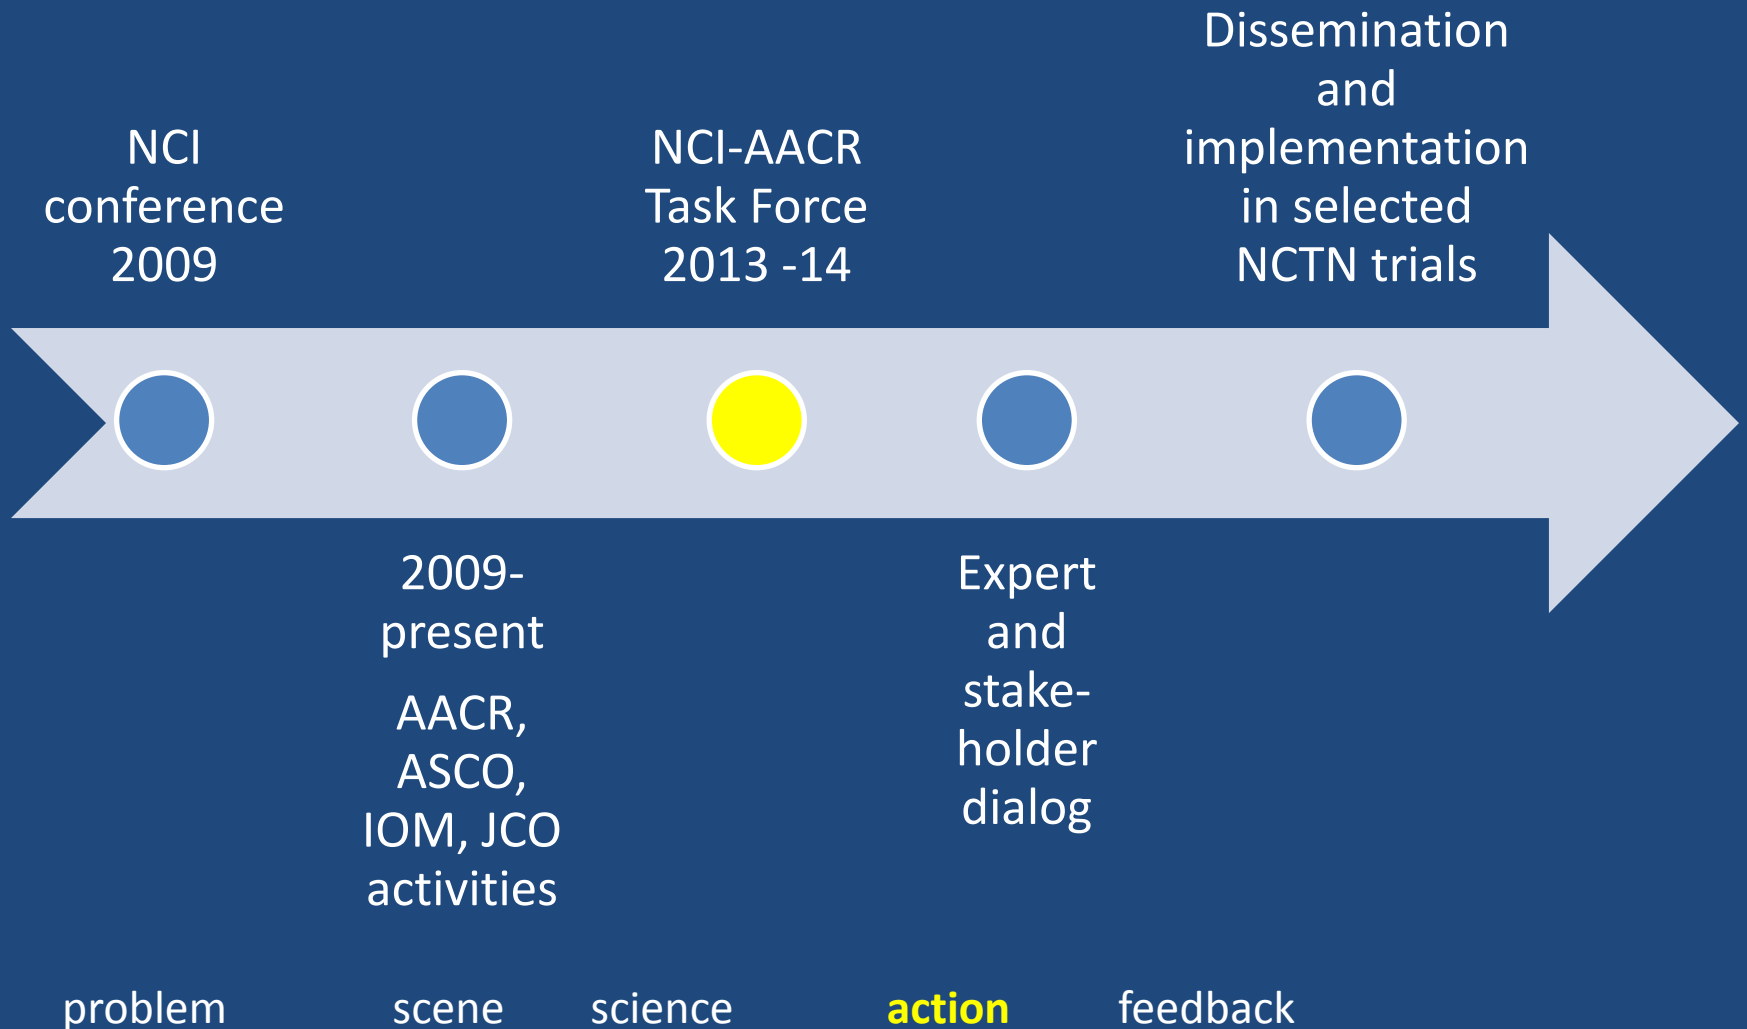 NCI
conference
2009
2009-
present
AACR,
ASCO,
IOM, JCO
activities
NCI-AACR
Task Force
2013 -14
Expert
and
stake-
holder
dialog
Dissemination
and
implementation
in selected
NCTN trials
problem scene science action feedback